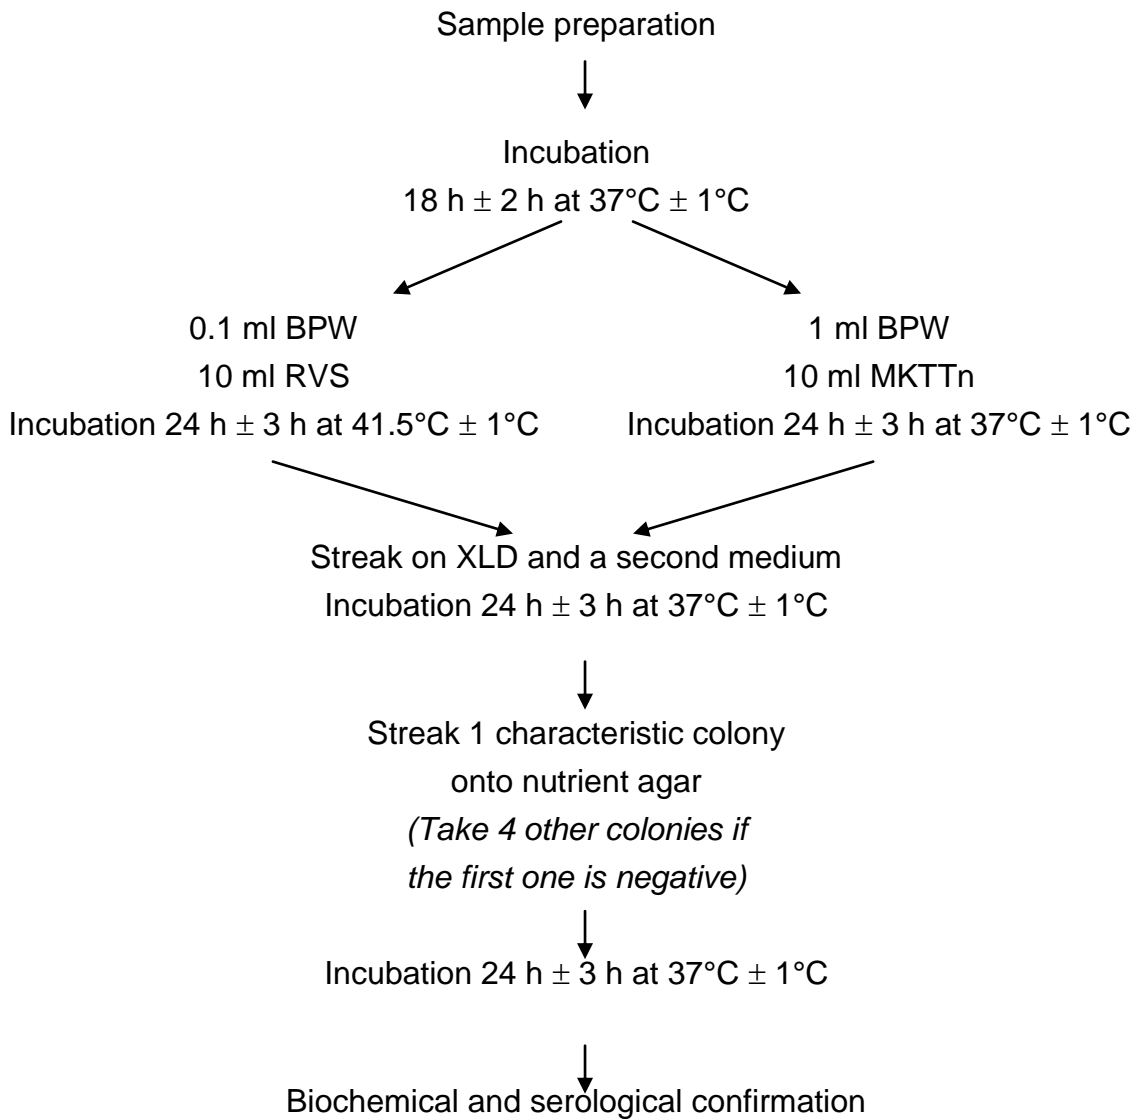 Sample preparation
Incubation
18 h ± 2 h at 37°C ± 1°C
0.1 ml BPW
10 ml RVS
Incubation 24 h ± 3 h at 41.5°C ± 1°C
1 ml BPW
10 ml MKTTn
Incubation 24 h ± 3 h at 37°C ± 1°C
Streak on XLD and a second medium
Incubation 24 h ± 3 h at 37°C ± 1°C
Streak 1 characteristic colony
onto nutrient agar
(Take 4 other colonies if
the first one is negative)
Incubation 24 h ± 3 h at 37°C ± 1°C
Biochemical and serological confirmation